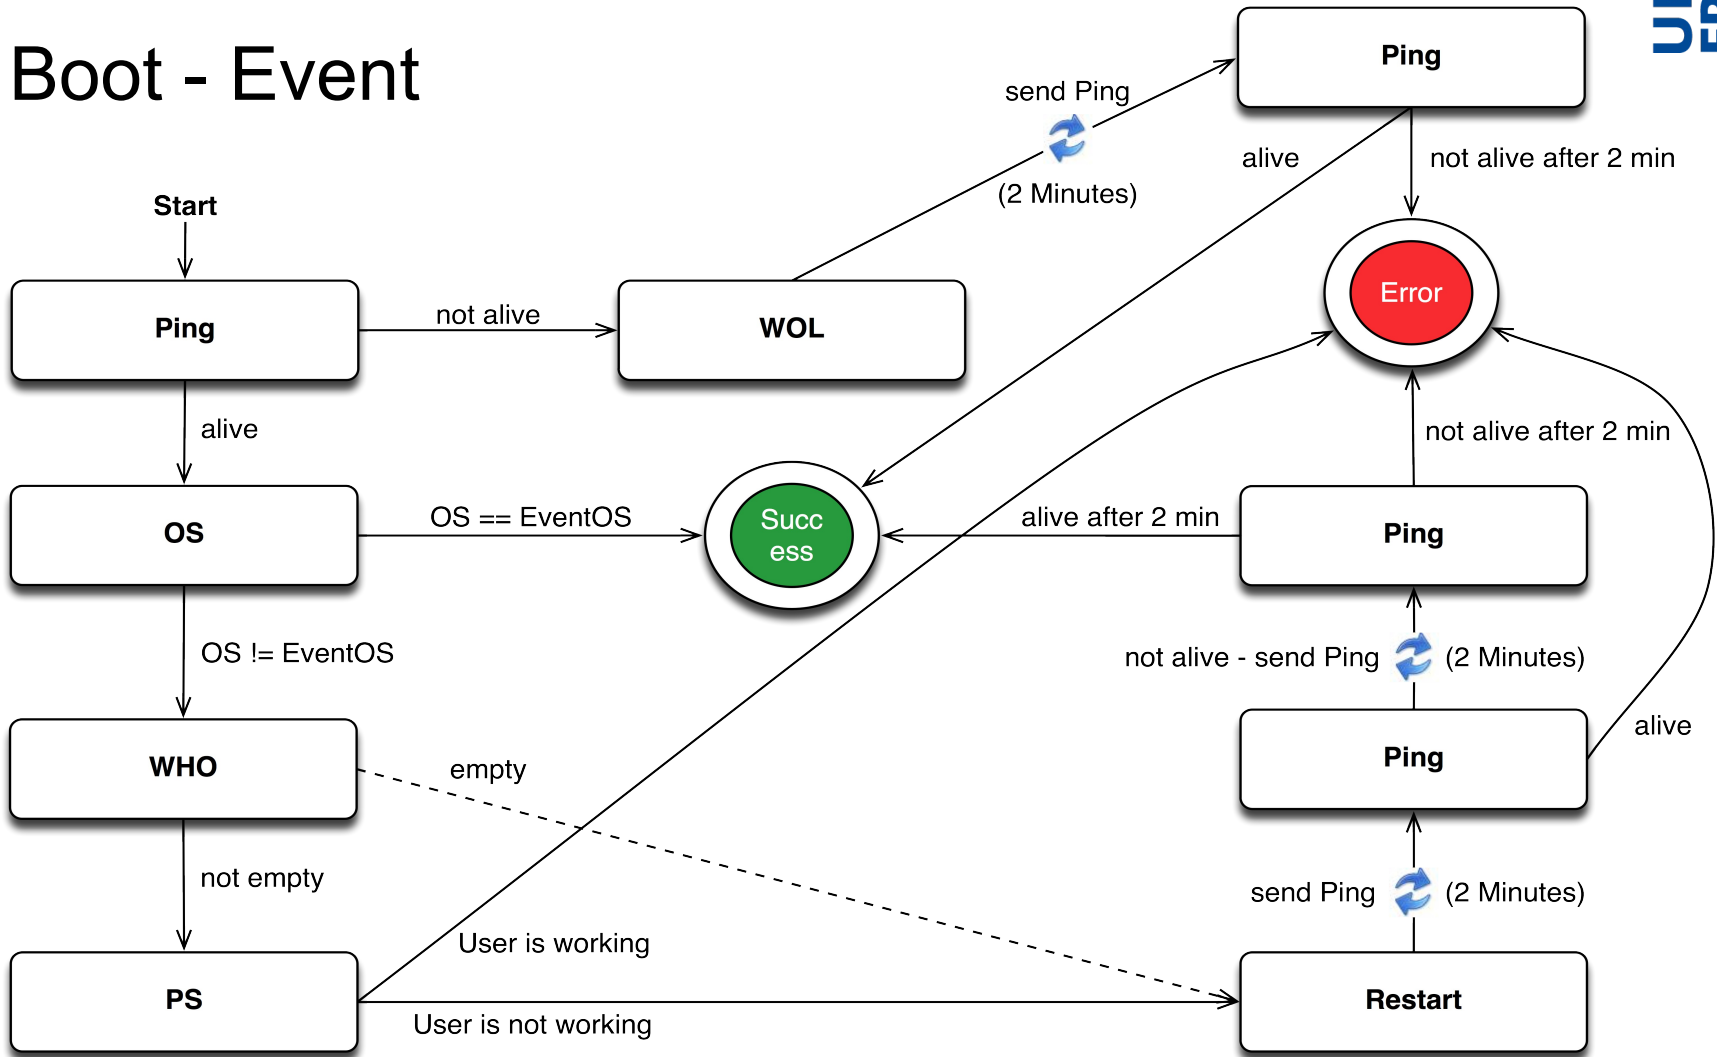 Boot - Event
Ping
send Ping
(2 Minutes)
alive
not alive after 2 min
Start
Ping
not alive
WOL
Error
alive
not alive after 2 min
OS
OS == EventOS
Succ
ess
alive after 2 min
Ping
OS != EventOS
not alive - send Ping
(2 Minutes)
alive
WHO
empty
Ping
not empty
send Ping
(2 Minutes)
User is working
PS
User is not working
Restart